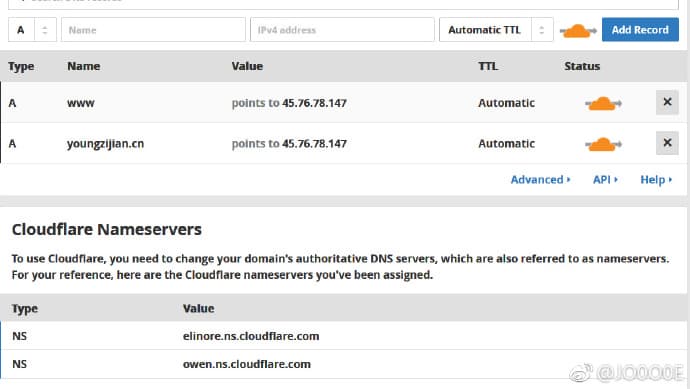 A Name IPv4 address Automatic TTL Add Record
Type Name Value TTL Status
A www points to 45.76.78.147 Automatic
A youngzijian.cn points to 45.76.78.147 Automatic
Advanced API Help
Cloudflare Nameservers
To use Cloudflare, you need to change your domain's authoritative DNS servers, which are also referred to as nameservers.
For your reference, here are the Cloudflare nameservers you've been assigned.
Type Value
NS elinore.ns.cloudflare.com
NS owen.ns.cloudflare.com
@JO0O0E